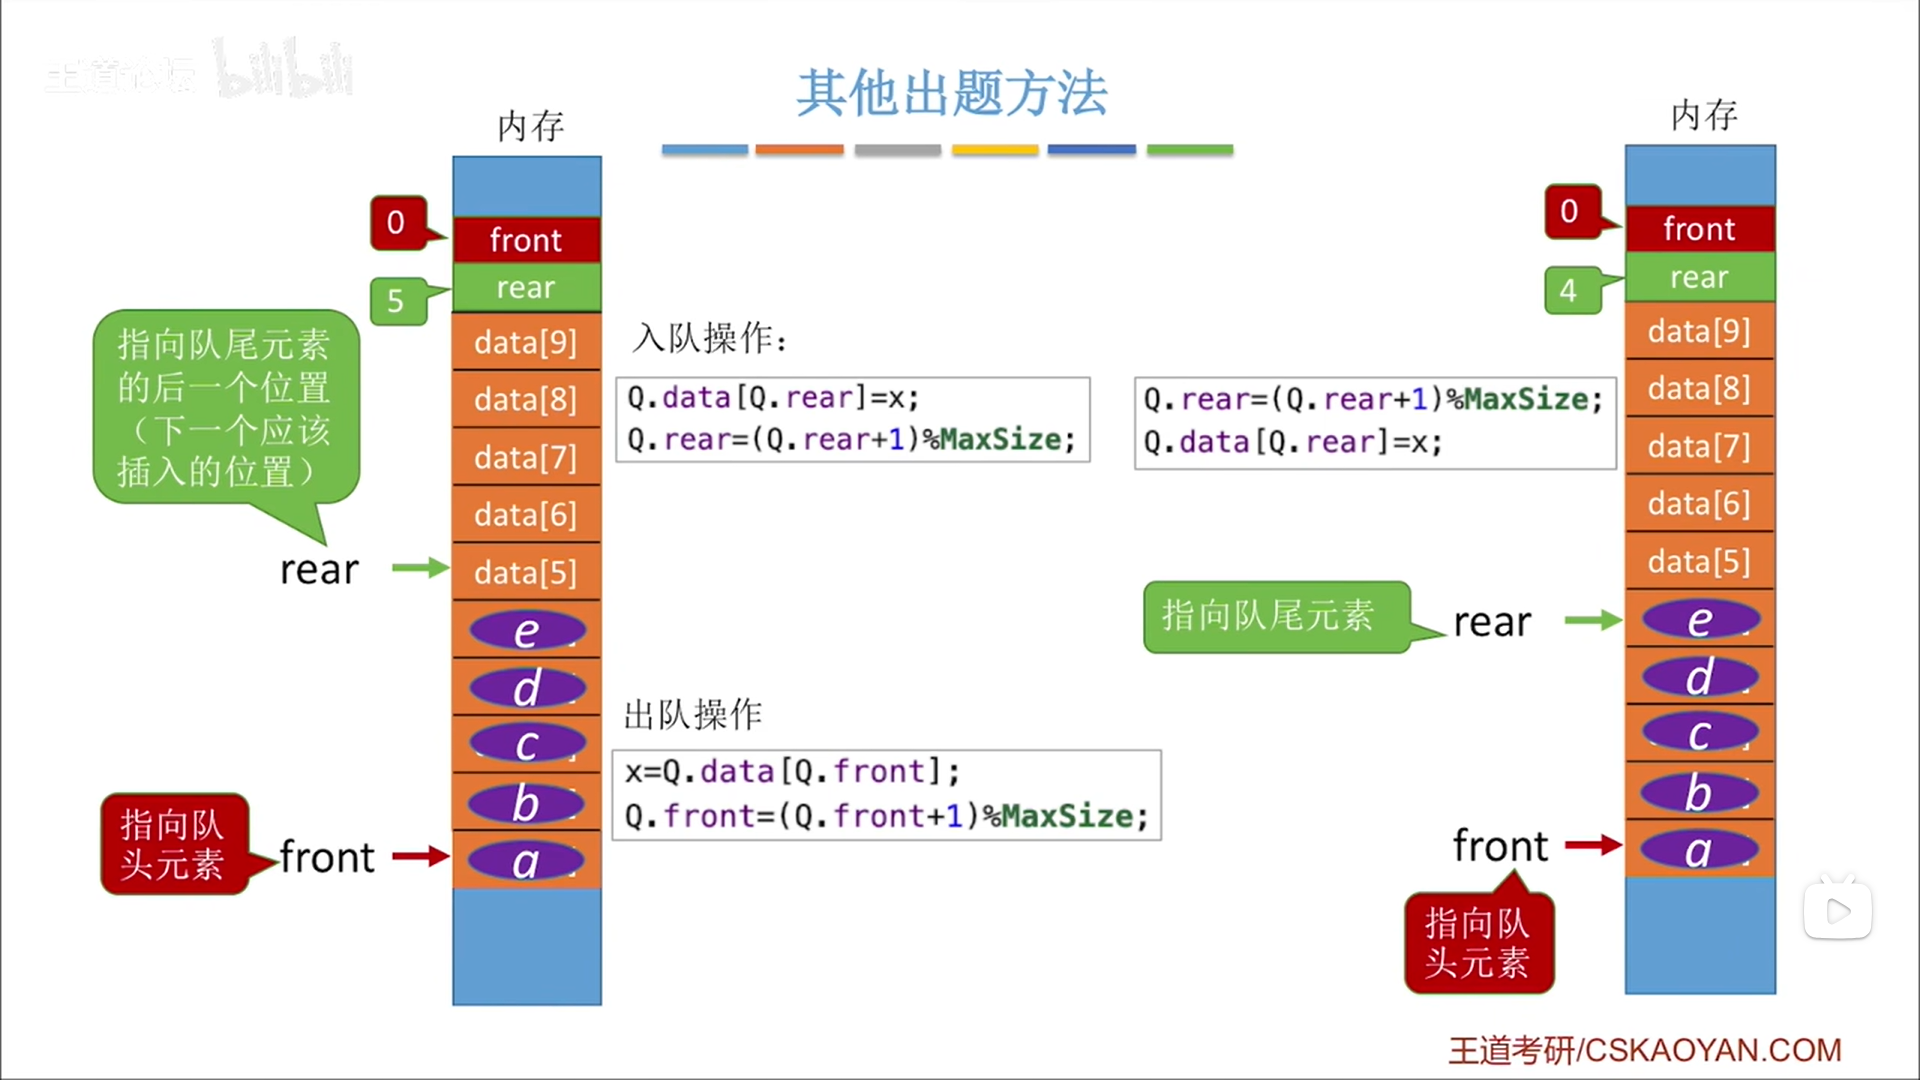 王道论坛 bilibili
其他出题方法
内存
0
front
5
rear
指向队尾元素
的后一个位置
（下一个应该
插入的位置）
data[9]
data[8]
data[7]
data[6]
rear
data[5]
e
d
c
b
指向队
头元素
front
a
入队操作：
Q.data[Q.rear]=x;
Q.rear=(Q.rear+1)%MaxSize;
Q.rear=(Q.rear+1)%MaxSize;
Q.data[Q.rear]=x;
出队操作
x=Q.data[Q.front];
Q.front=(Q.front+1)%MaxSize;
内存
0
front
4
rear
data[9]
data[8]
data[7]
data[6]
data[5]
指向队尾元素
rear
e
d
c
b
front
a
指向队
头元素
王道考研/CSKAOYAN.COM